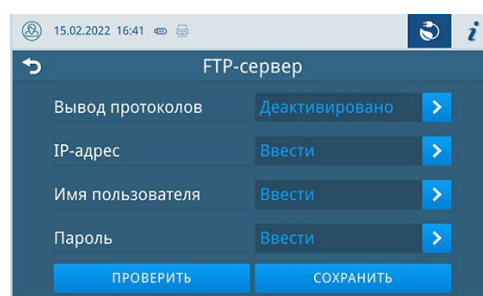 15.02.2022 16:41
i
FTP-сервер
Вывод протоколов Деактивировано
IP-адрес Ввести
Имя пользователя Ввести
Пароль Ввести
ПРОВЕРИТЬ СОХРАНИТЬ